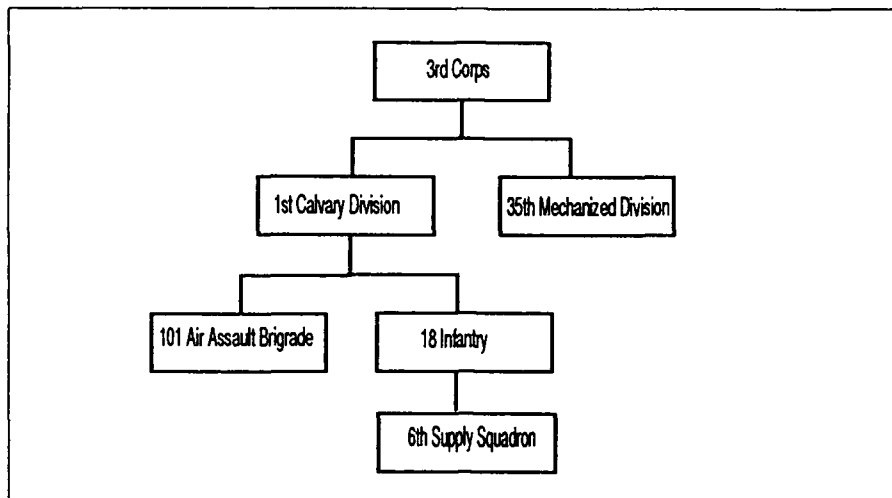 3rd Corps
1st Calvary Division
35th Mechanized Division
101 Air Assault Brigrade
18 Infantry
6th Supply Squadron